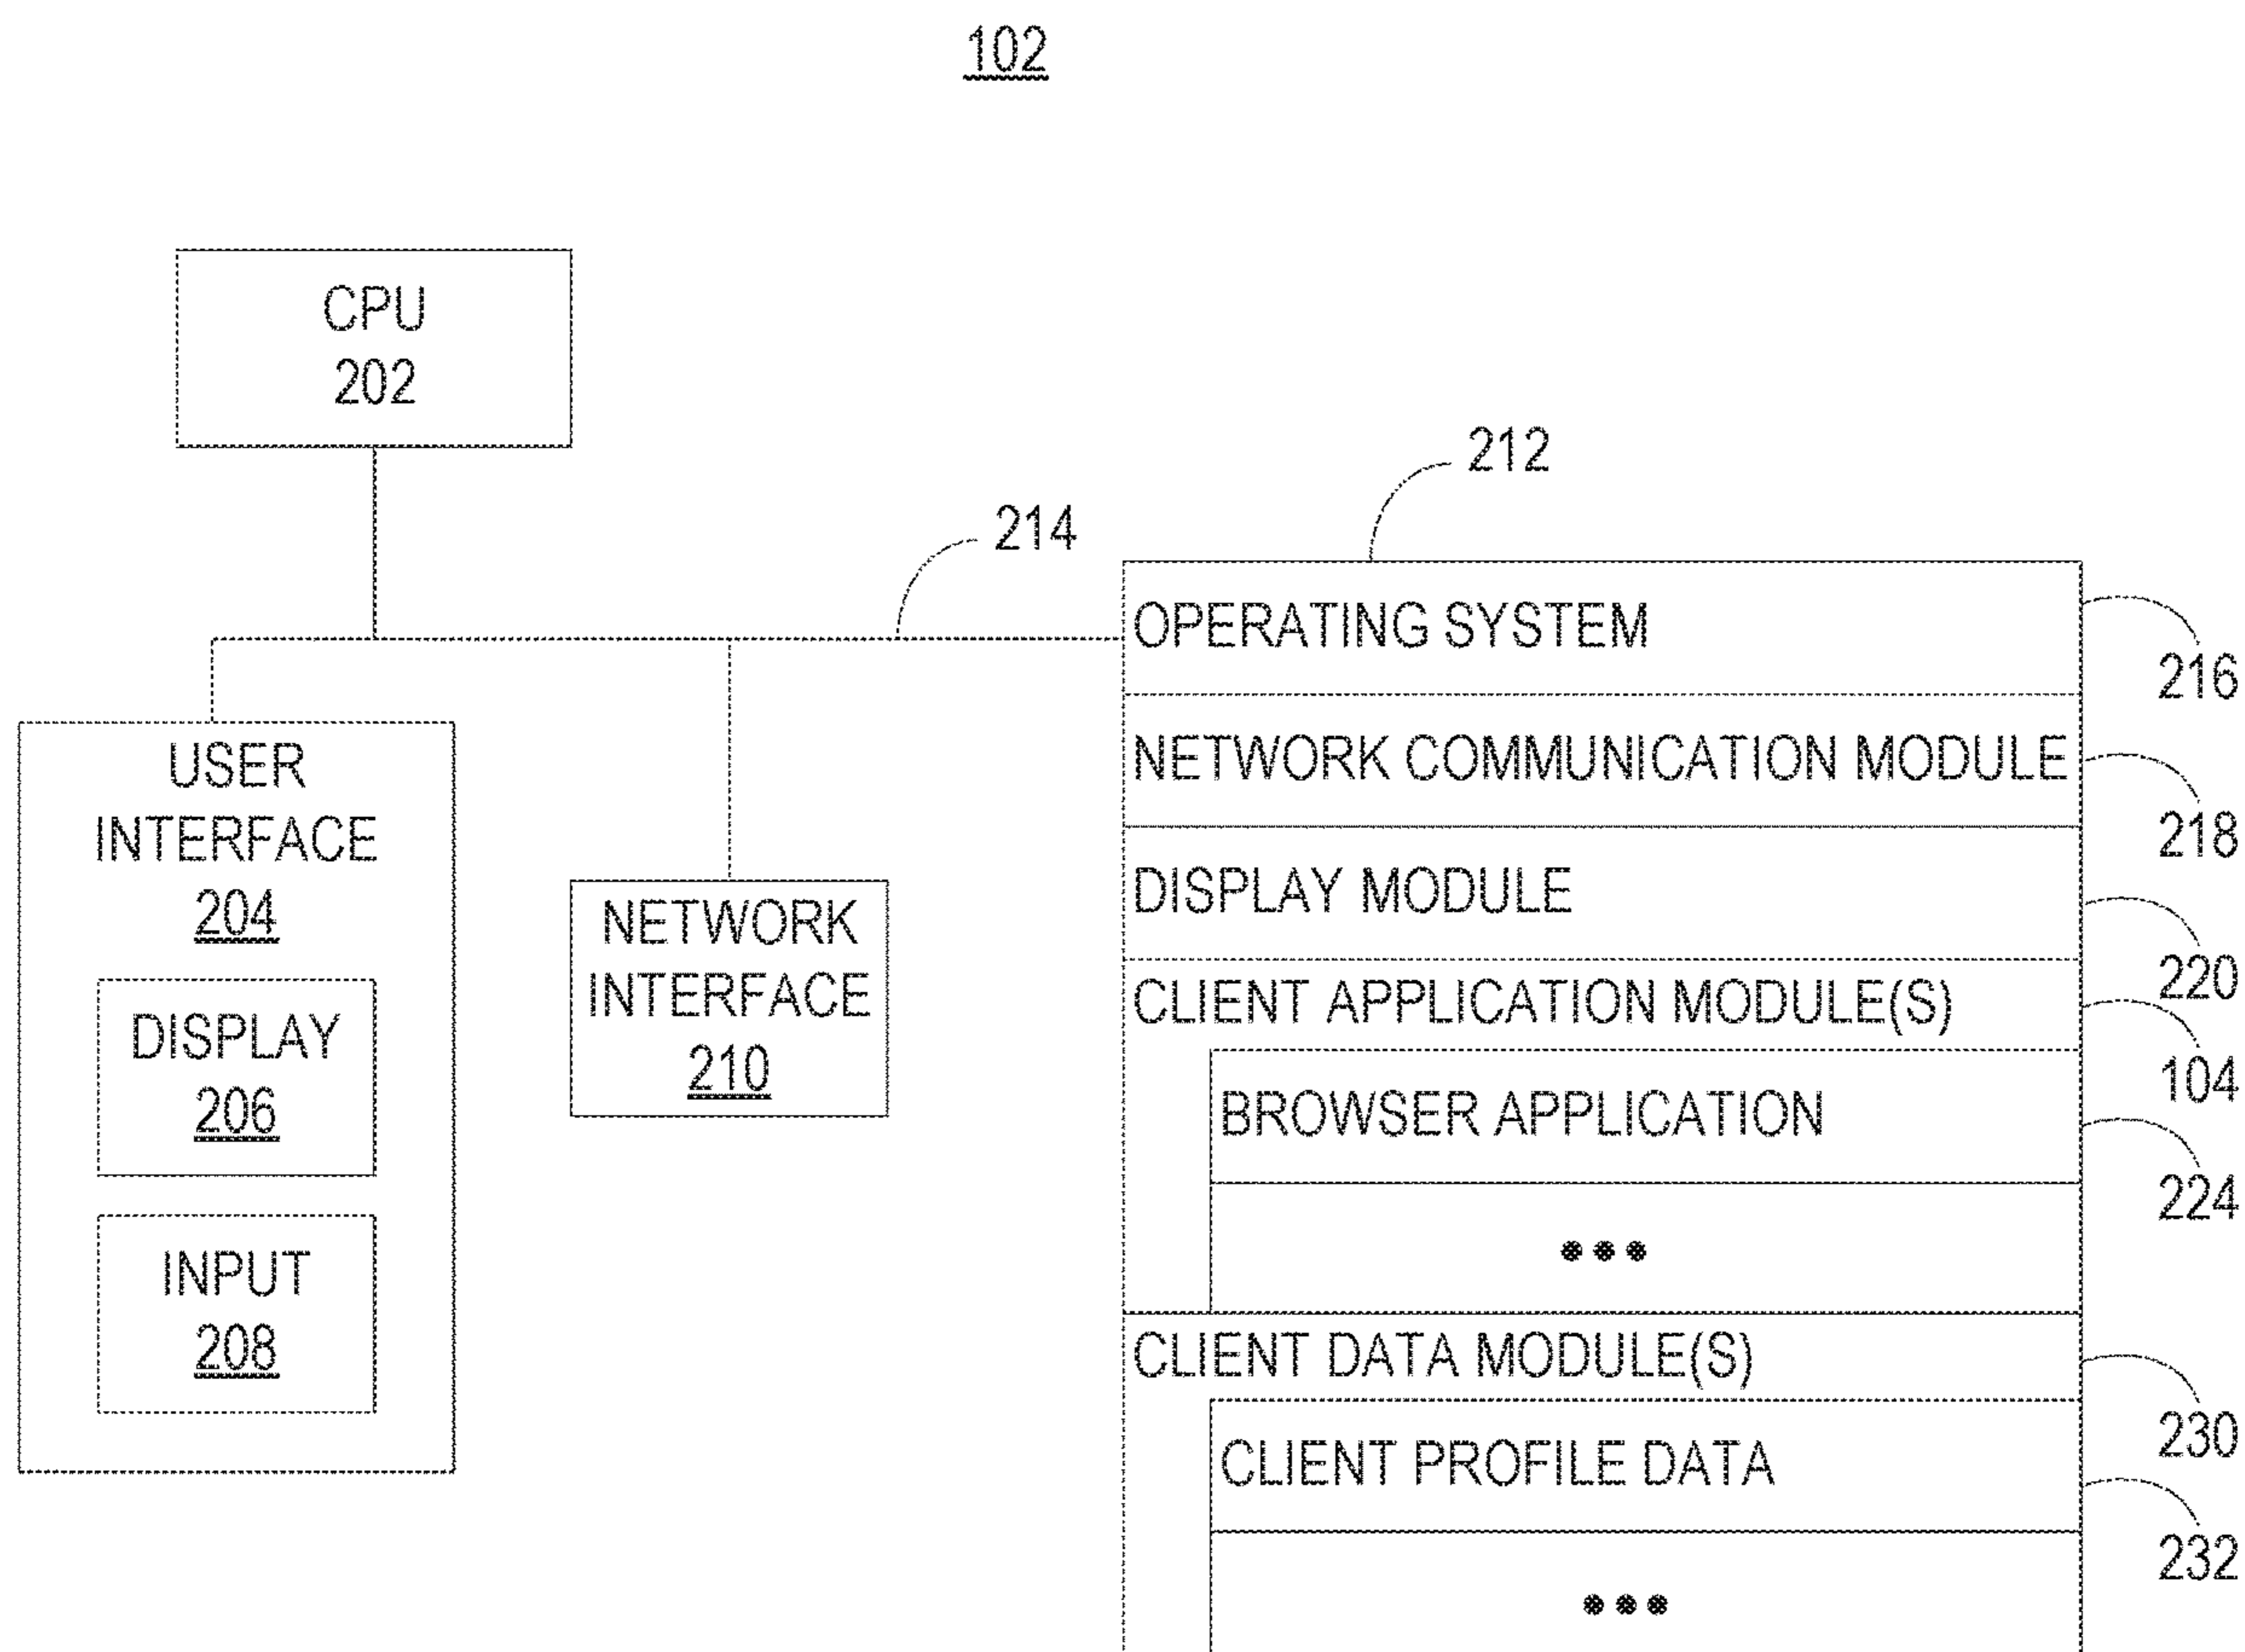 102
CPU
202
212
214
OPERATING SYSTEM
216
NETWORK COMMUNICATION MODULE
218
DISPLAY MODULE
220
CLIENT APPLICATION MODULE(S)
104
BROWSER APPLICATION
224
•••
CLIENT DATA MODULE(S)
230
CLIENT PROFILE DATA
232
•••
USER
INTERFACE
204
DISPLAY
206
INPUT
208
NETWORK
INTERFACE
210